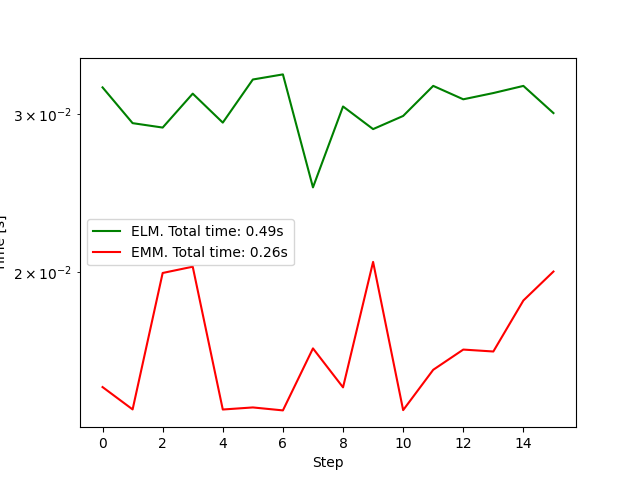 3 × 10⁻²
2 × 10⁻²
Time [s]
ELM. Total time: 0.49s
EMM. Total time: 0.26s
0 2 4 6 8 10 12 14
Step